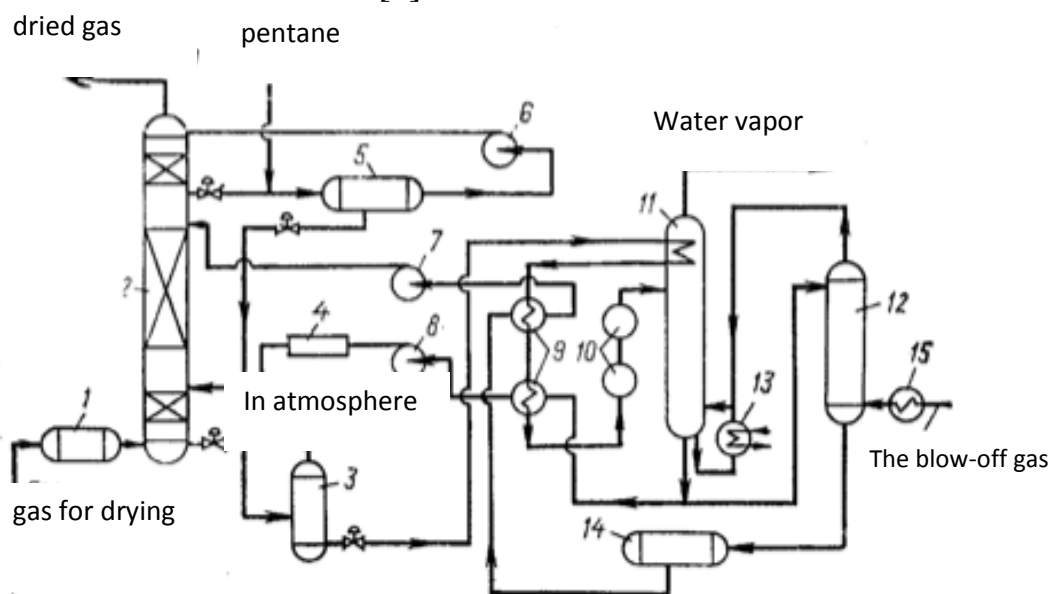 dried gas
pentane
6
Water vapor
5
11
7
12
2
4
8
9
10
15
13
In atmosphere
1
The blow-off gas
3
gas for drying
14